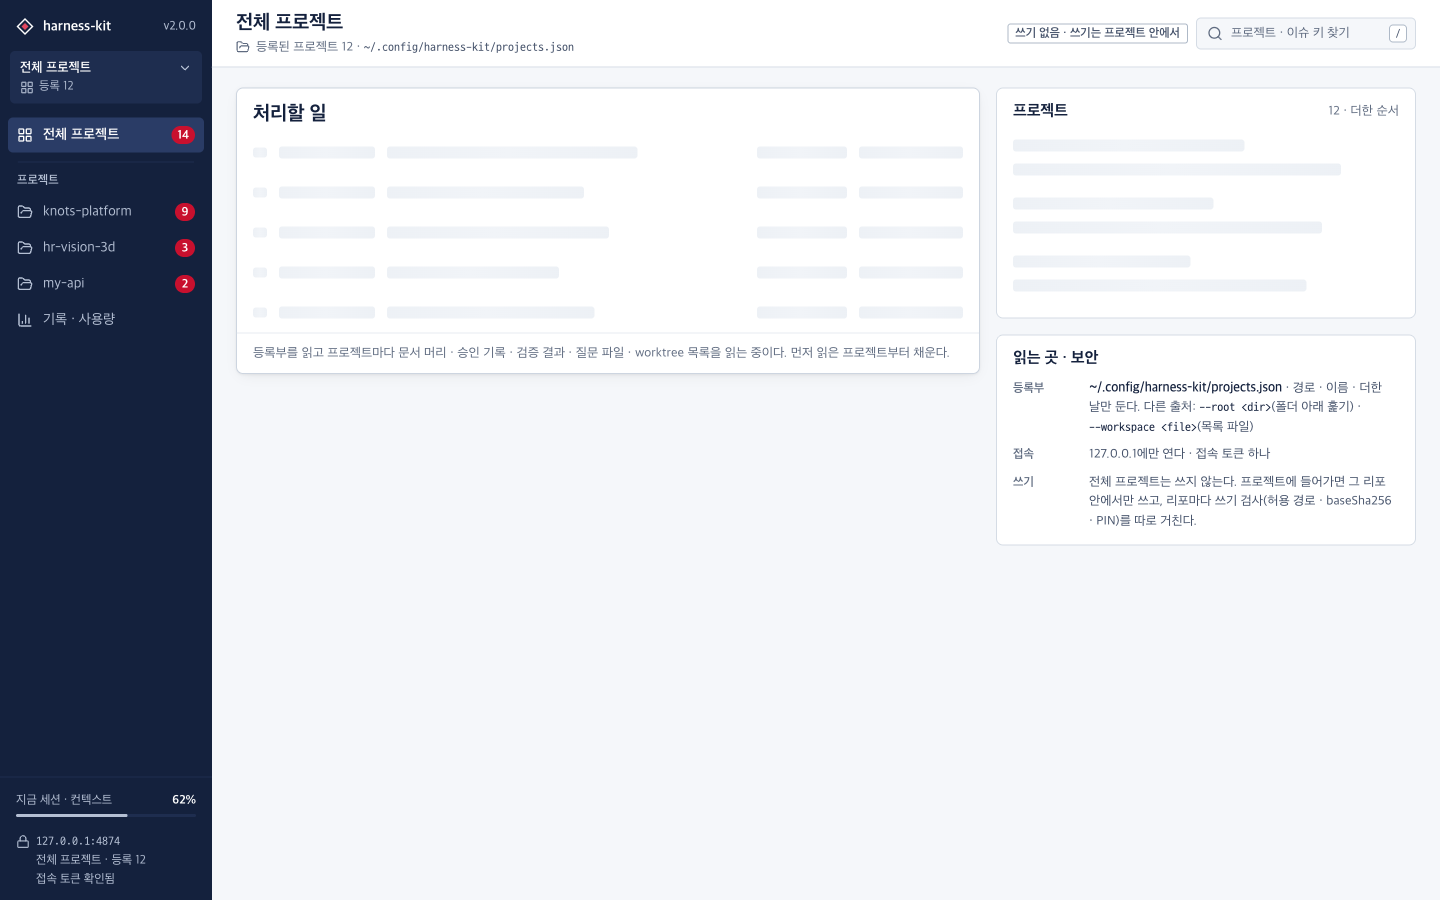 harness-kit
v2.0.0
전체 프로젝트
등록 12
전체 프로젝트
14
프로젝트
knots-platform
9
hr-vision-3d
3
my-api
2
기록 · 사용량
지금 세션 · 컨텍스트
62%
127.0.0.1:4874
전체 프로젝트 · 등록 12
접속 토큰 확인됨
전체 프로젝트
등록된 프로젝트 12 · ~/.config/harness-kit/projects.json
쓰기 없음 · 쓰기는 프로젝트 안에서
프로젝트 · 이슈 키 찾기
/
처리할 일
등록부를 읽고 프로젝트마다 문서 머리 · 승인 기록 · 검증 결과 · 질문 파일 · worktree 목록을 읽는 중이다. 먼저 읽은 프로젝트부터 채운다.
프로젝트
12 · 더한 순서
읽는 곳 · 보안
등록부
~/.config/harness-kit/projects.json · 경로 · 이름 · 더한
날만 둔다. 다른 출처: --root <dir>(폴더 아래 훑기) ·
--workspace <file>(목록 파일)
접속
127.0.0.1에만 연다 · 접속 토큰 하나
쓰기
전체 프로젝트는 쓰지 않는다. 프로젝트에 들어가면 그 리포
안에서만 쓰고, 리포마다 쓰기 검사(허용 경로 · baseSha256
· PIN)를 따로 거친다.